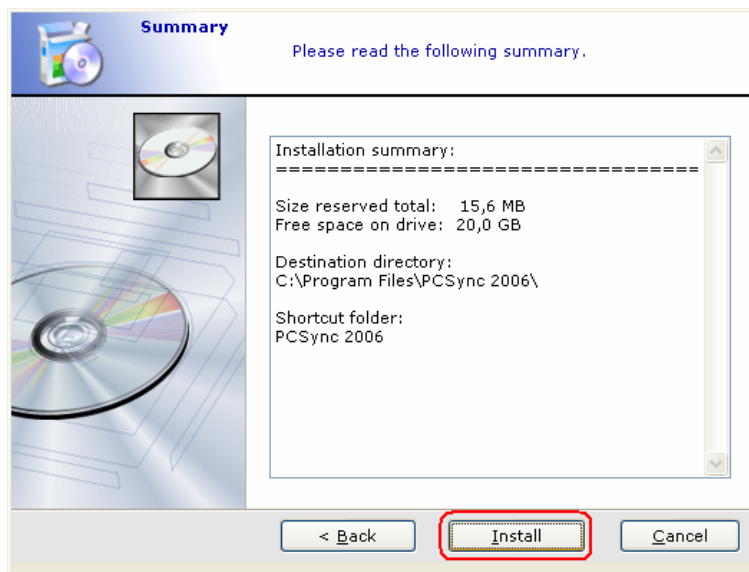 Summary
Please read the following summary.
Installation summary:
=================================
Size reserved total: 15,6 MB
Free space on drive: 20,0 GB
Destination directory:
C:\Program Files\PCSync 2006\
Shortcut folder:
PCSync 2006
< Back
Install
Cancel